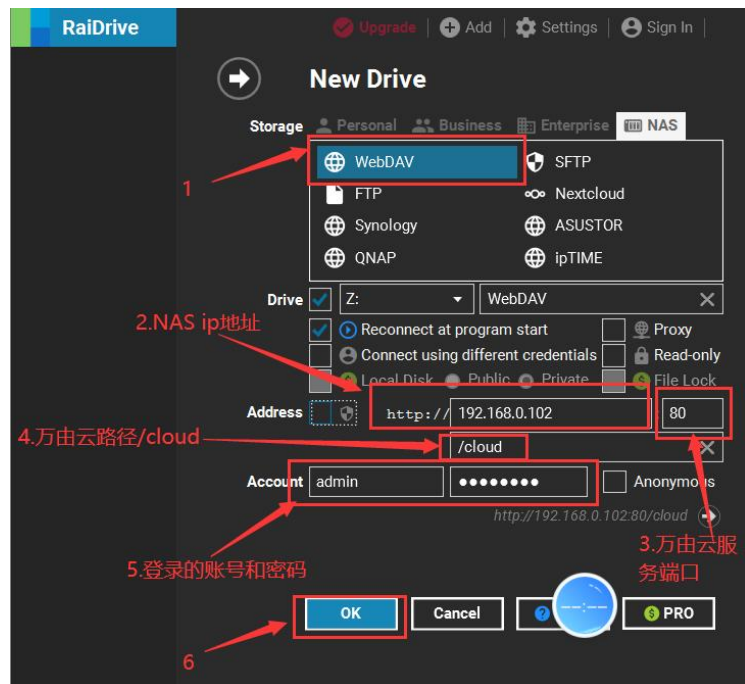 RaiDrive
Upgrade | Add | Settings | Sign In |
New Drive
Storage Personal Business Enterprise NAS
WebDAV SFTP
1
FTP Nextcloud
Synology ASUSTOR
QNAP ipTIME
Drive Z: WebDAV
2.NAS ip地址
Reconnect at program start Proxy
Connect using different credentials Read-only
Local Disk Public Private File Lock
Address http:// 192.168.0.102 80
4.万由云路径/cloud
/cloud
Account admin Anonymous
http://192.168.0.102:80/cloud
3.万由云服
务端口
5.登录的账号和密码
OK Cancel PRO
6